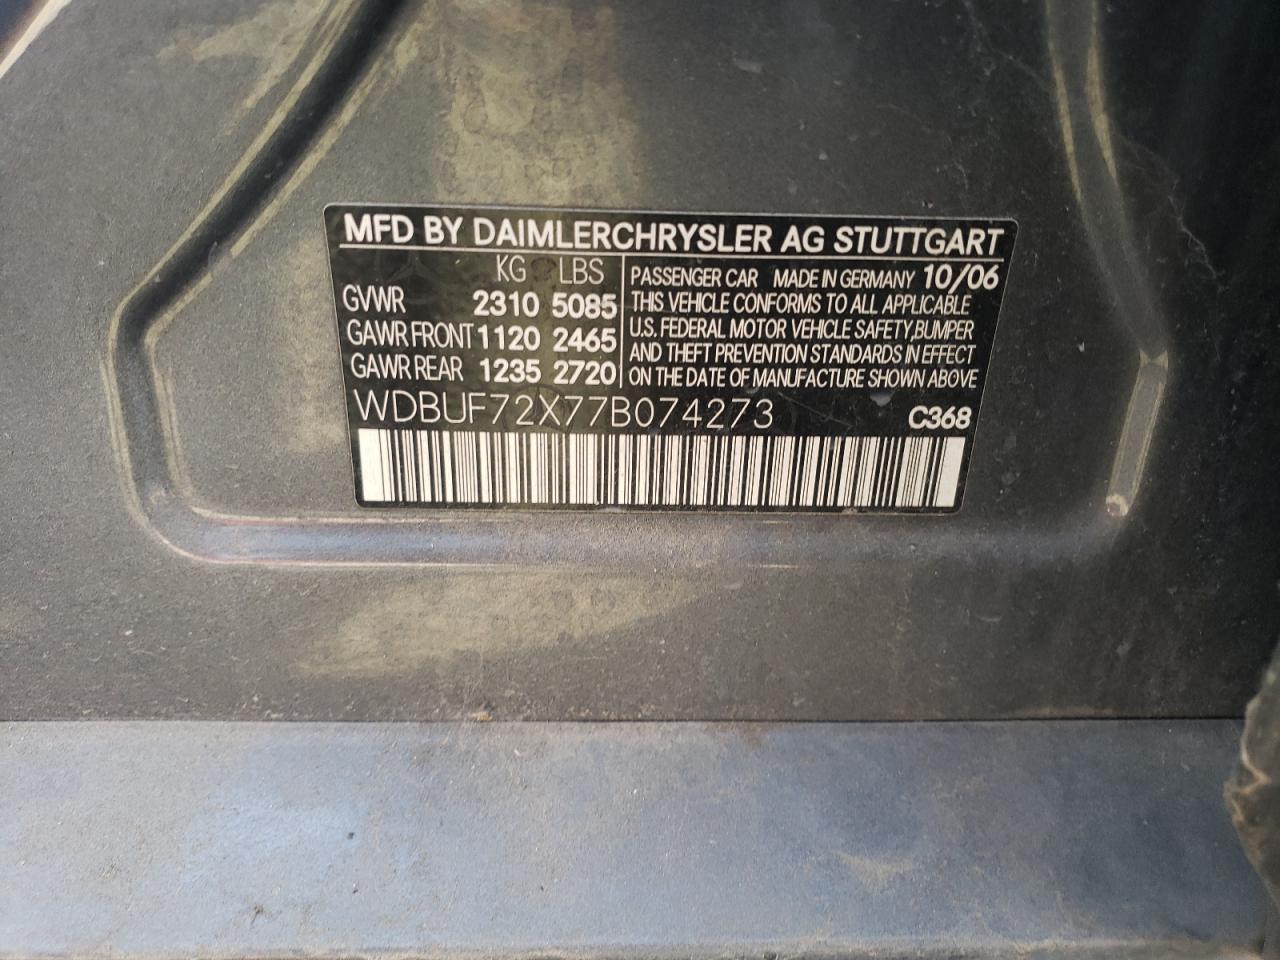 MFD BY DAIMLERCHRYSLER AG STUTTGART
KG LBS
GVWR 2310 5085
GAWR FRONT 1120 2465
GAWR REAR 1235 2720
PASSENGER CAR MADE IN GERMANY 10/06
THIS VEHICLE CONFORMS TO ALL APPLICABLE
U.S. FEDERAL MOTOR VEHICLE SAFETY,BUMPER
AND THEFT PREVENTION STANDARDS IN EFFECT
ON THE DATE OF MANUFACTURE SHOWN ABOVE
WDBUF72X77B074273 C368